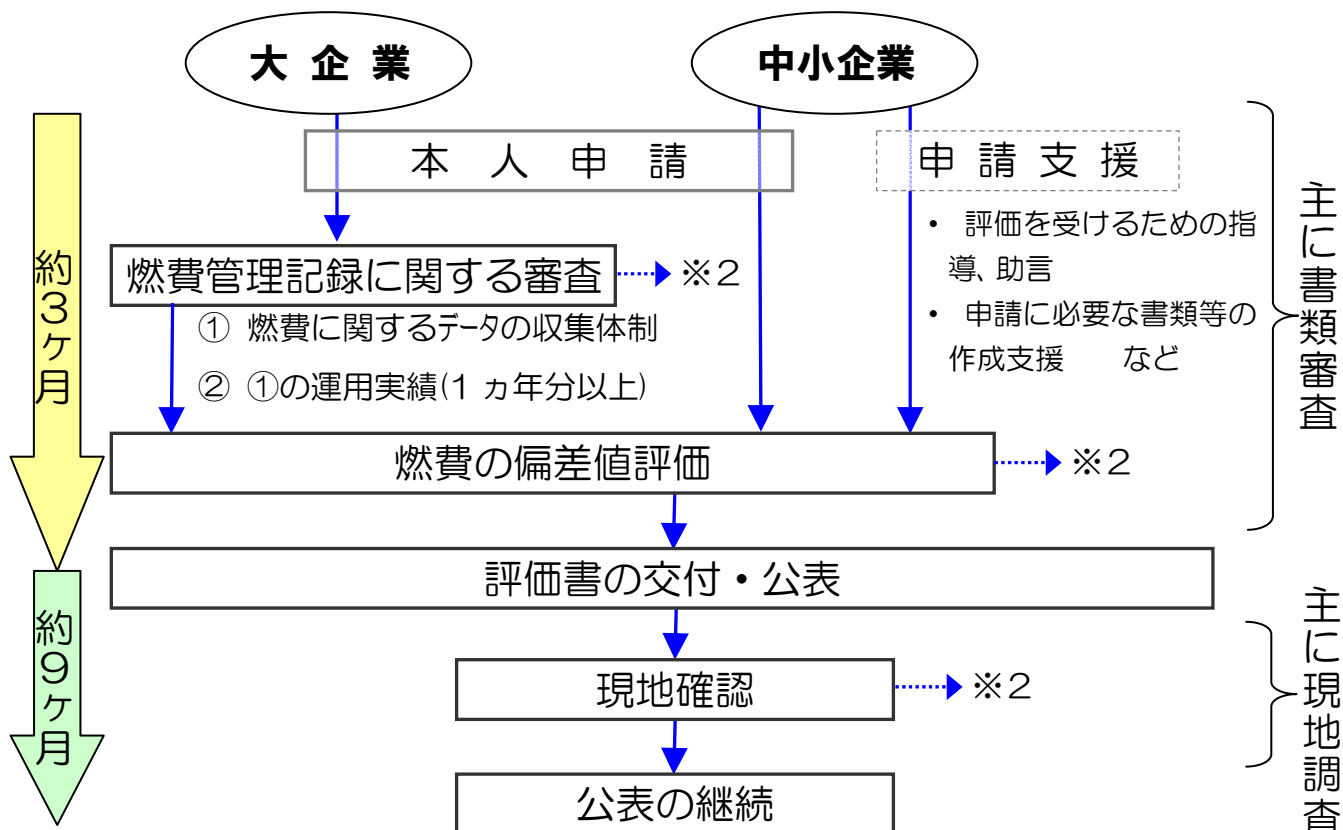 大 企 業
中小企業
本 人 申 請
申 請 支 援
・ 評価を受けるための指
導、助言
・ 申請に必要な書類等の
作成支援 など
燃費管理記録に関する審査
※2
① 燃費に関するデータの収集体制
② ①の運用実績(1 ヵ年分以上)
燃費の偏差値評価
※2
評価書の交付・公表
現地確認
※2
公表の継続
約3ヶ月
約9ヶ月
主に書類審査
主に現地調査